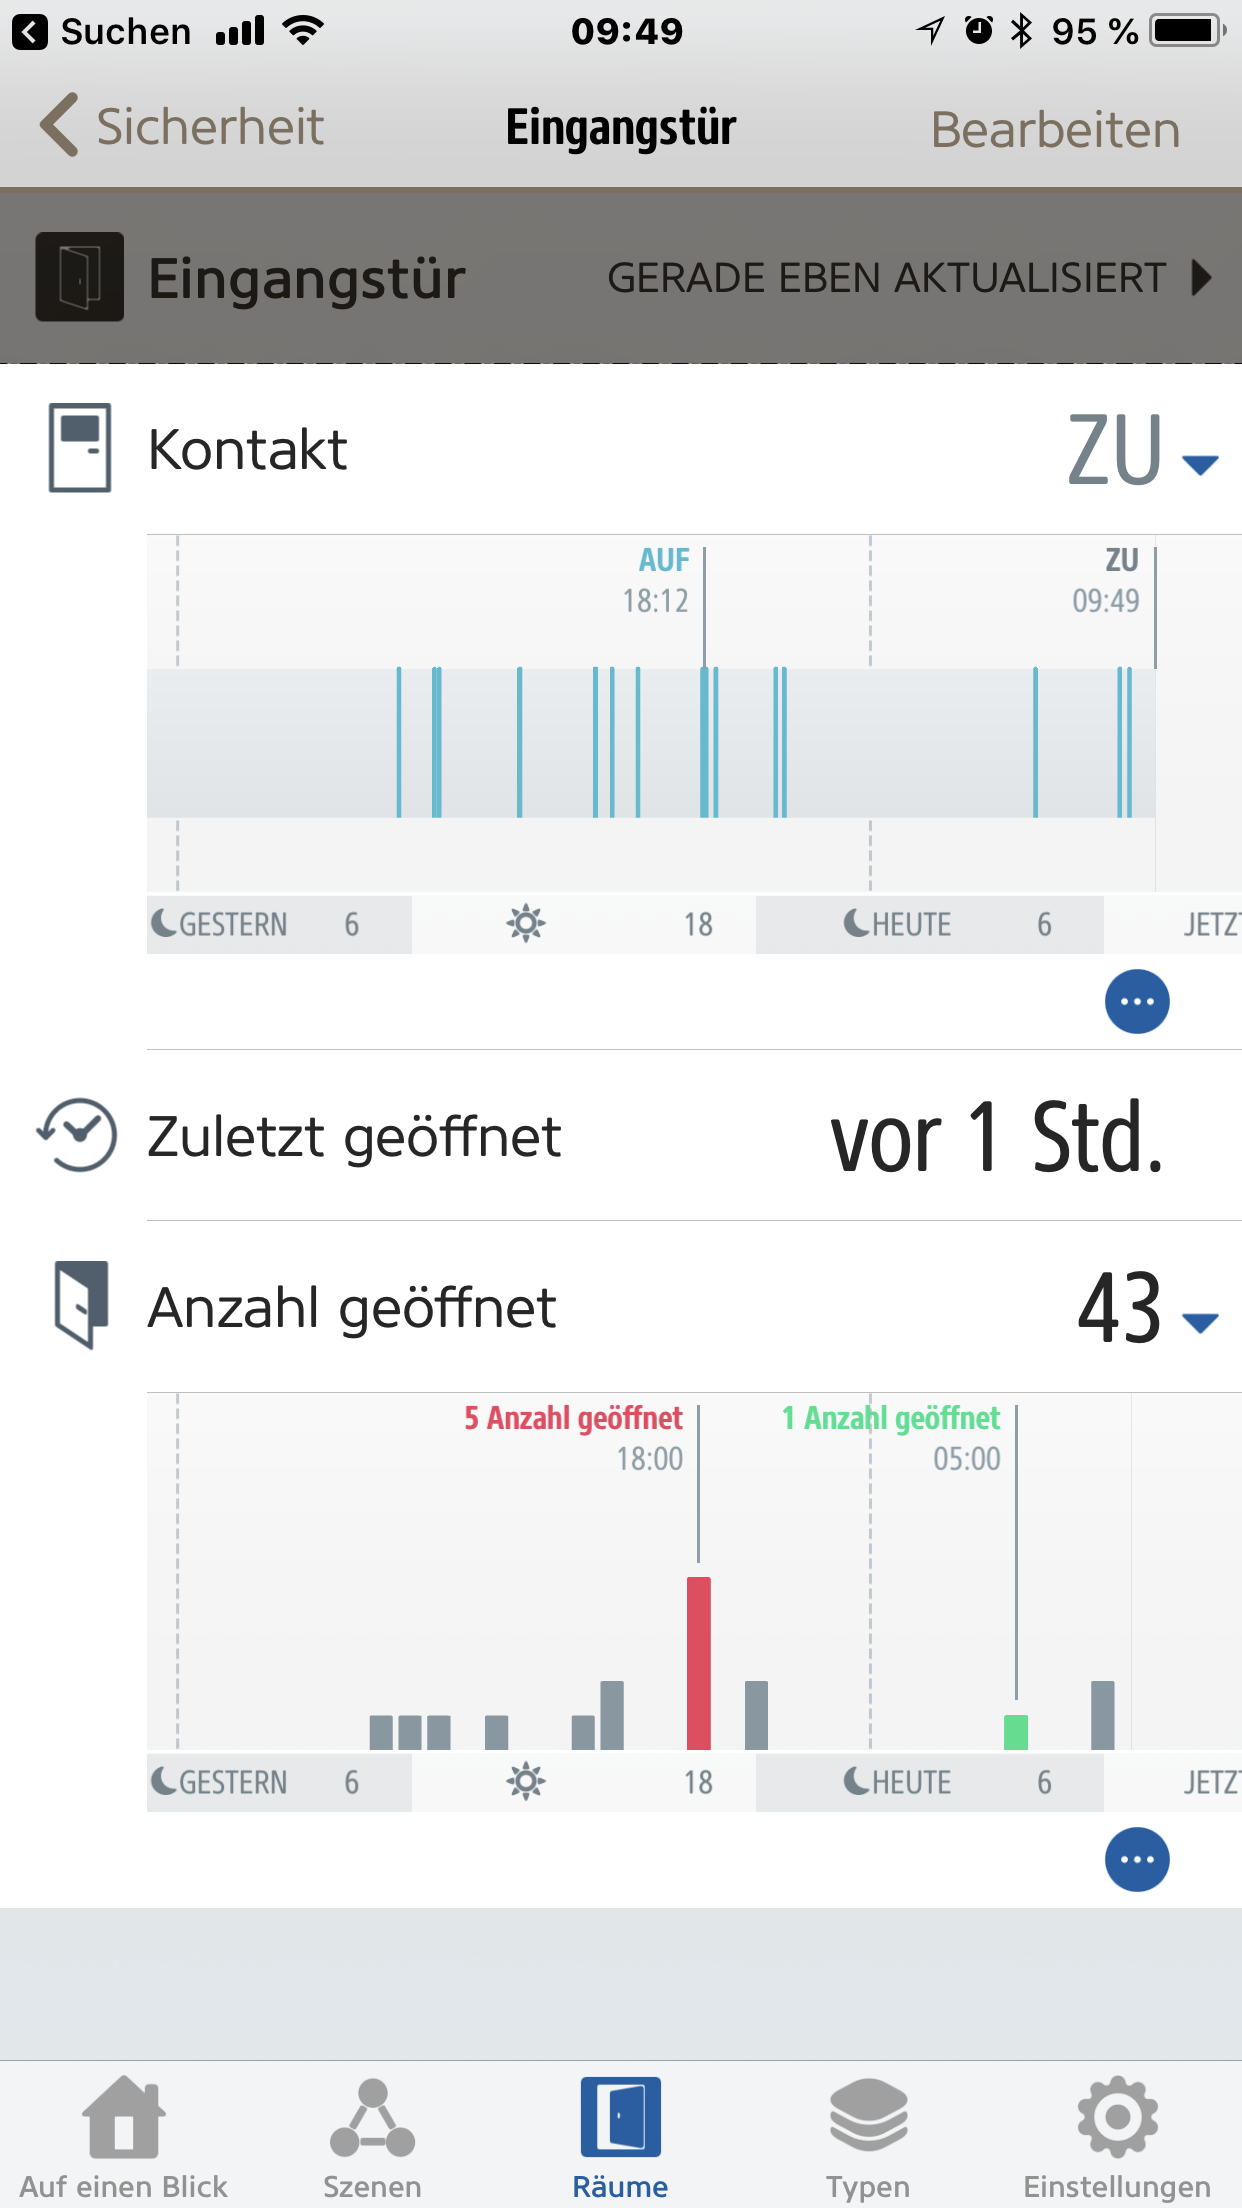 Suchen 09:49 95 %
Sicherheit Eingangstür Bearbeiten
Eingangstür GERADE EBEN AKTUALISIERT
Kontakt ZU
AUF ZU
18:12 09:49
GESTERN 6 18 HEUTE 6 JETZT
Zuletzt geöffnet vor 1 Std.
Anzahl geöffnet 43
5 Anzahl geöffnet 1 Anzahl geöffnet
18:00 05:00
GESTERN 6 18 HEUTE 6 JETZT
Auf einen Blick Szenen Räume Typen Einstellungen